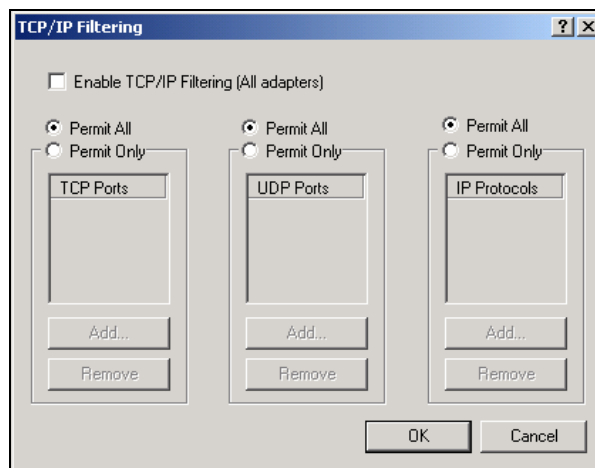 TCP/IP Filtering
Enable TCP/IP Filtering (All adapters)
Permit All
Permit Only
TCP Ports
Add...
Remove
Permit All
Permit Only
UDP Ports
Add...
Remove
Permit All
Permit Only
IP Protocols
Add...
Remove
OK
Cancel